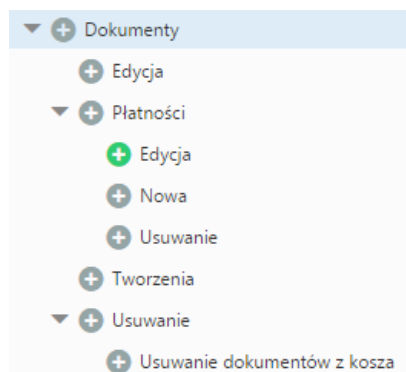 Dokumenty
Edycja
Płatności
Edycja
Nowa
Usuwanie
Tworzenia
Usuwanie
Usuwanie dokumentów z kosza